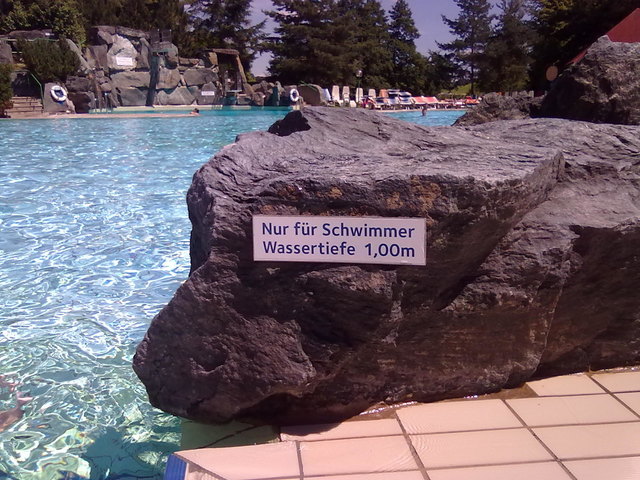 Nur für Schwimmer
Wassertiefe 1,00m